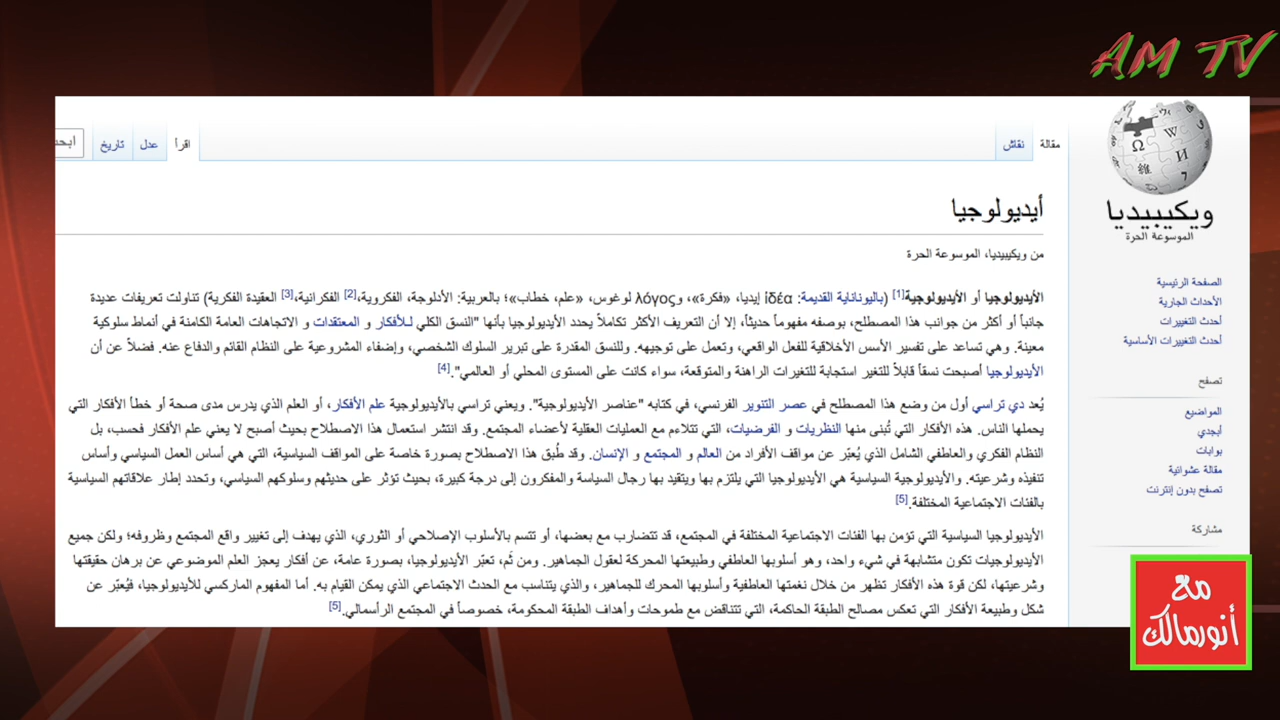 AM TV
ويكيبيديا
الموسوعة الحرة
مقالة
نقاش
اقرأ
عدل
تاريخ
ابحث
أيديولوجيا
من ويكيبيديا، الموسوعة الحرة
الأيديولوجيا أو الأيديولوجية[1] (باليوناناية القديمة: ἰδέα إيديا، «فكرة»، وλόγος لوغوس، «علم، خطاب»؛ بالعربية: الأدلوجة، الفكروية،[2] الفكرانية،[3] العقيدة الفكرية) تناولت تعريفات عديدة
جانباً أو أكثر من جوانب هذا المصطلح، بوصفه مفهوماً حديثاً، إلا أن التعريف الأكثر تكاملاً يحدد الأيديولوجيا بأنها "النسق الكلي لـلأفكار و المعتقدات و الاتجاهات العامة الكامنة في أنماط سلوكية
معينة. وهي تساعد على تفسير الأسس الأخلاقية للفعل الواقعي، وتعمل على توجيهه. وللنسق المقدرة على تبرير السلوك الشخصي، وإضفاء المشروعية على النظام القائم والدفاع عنه. فضلاً عن أن
الأيديولوجيا أصبحت نسقاً قابلاً للتغير استجابة للتغيرات الراهنة والمتوقعة، سواء كانت على المستوى المحلي أو العالمي".[4]
يُعد دي تراسي أول من وضع هذا المصطلح في عصر التنوير الفرنسي، في كتابه "عناصر الأيديولوجية". ويعني تراسي بالأيديولوجية علم الأفكار، أو العلم الذي يدرس مدى صحة أو خطأ الأفكار التي
يحملها الناس. هذه الأفكار التي تُبنى منها النظريات و الفرضيات، التي تتلاءم مع العمليات العقلية لأعضاء المجتمع. وقد انتشر استعمال هذا الاصطلاح بحيث أصبح لا يعني علم الأفكار فحسب، بل
النظام الفكري والعاطفي الشامل الذي يُعبّر عن مواقف الأفراد من العالم و المجتمع و الإنسان. وقد طُبق هذا الاصطلاح بصورة خاصة على المواقف السياسية، التي هي أساس العمل السياسي وأساس
تنفيذه وشرعيته. والأيديولوجية السياسية هي الأيديولوجيا التي يلتزم بها ويتقيد بها رجال السياسة والمفكرون إلى درجة كبيرة، بحيث تؤثر على حديثهم وسلوكهم السياسي، وتحدد إطار علاقاتهم السياسية
بالفئات الاجتماعية المختلفة.[5]
الأيديولوجيا السياسية التي تؤمن بها الفئات الاجتماعية المختلفة في المجتمع، قد تتضارب مع بعضها، أو تتسم بالأسلوب الإصلاحي أو الثوري، الذي يهدف إلى تغيير واقع المجتمع وظروفه؛ ولكن جميع
الأيديولوجيات تكون متشابهة في شيء واحد، وهو أسلوبها العاطفي وطبيعتها المحركة لعقول الجماهير. ومن ثَم، تعبّر الأيديولوجيا، بصورة عامة، عن أفكار يعجز العلم الموضوعي عن برهان حقيقتها
وشرعيتها، لكن قوة هذه الأفكار تظهر من خلال نغمتها العاطفية وأسلوبها المحرك للجماهير، والذي يتناسب مع الحدث الاجتماعي الذي يمكن القيام به. أما المفهوم الماركسي للأيديولوجيا، فيُعبّر عن
شكل وطبيعة الأفكار التي تعكس مصالح الطبقة الحاكمة، التي تتناقض مع طموحات وأهداف الطبقة المحكومة، خصوصاً في المجتمع الرأسمالي.[5]
الصفحة الرئيسية
الأحداث الجارية
أحدث التغييرات
أحدث التغييرات الأساسية
تصفح
المواضيع
أبجدي
بوابات
مقالة عشوائية
تصفح بدون إنترنت
مشاركة
مع
أنورمالك